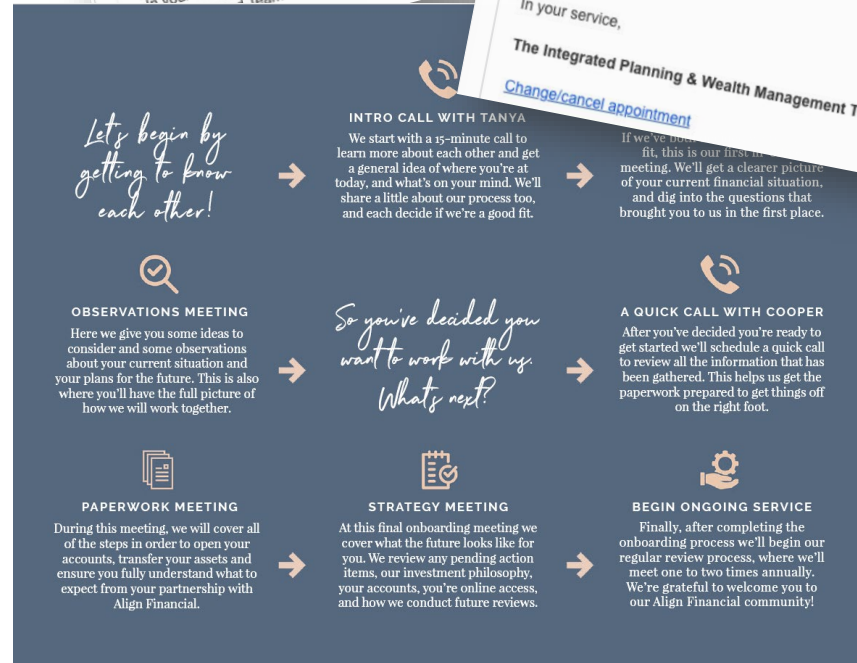 In your service,
The Integrated Planning & Wealth Management T
Change/cancel appointment
Let's begin by
getting to know
each other!
INTRO CALL WITH TANYA
We start with a 15-minute call to
learn more about each other and get
a general idea of where you're at
today, and what's on your mind. We'll
share a little about our process too,
and each decide if we're a good fit.
If we've both
fit, this is our first
meeting. We'll get a clearer picture
of your current financial situation,
and dig into the questions that
brought you to us in the first place.
OBSERVATIONS MEETING
Here we give you some ideas to
consider and some observations
about your current situation and
your plans for the future. This is also
where you'll have the full picture of
how we will work together.
So you've decided you
want to work with us.
What's next?
A QUICK CALL WITH COOPER
After you've decided you're ready to
get started we'll schedule a quick call
to review all the information that has
been gathered. This helps us get the
paperwork prepared to get things off
on the right foot.
PAPERWORK MEETING
During this meeting, we will cover all
of the steps in order to open your
accounts, transfer your assets and
ensure you fully understand what to
expect from your partnership with
Align Financial.
STRATEGY MEETING
At this final onboarding meeting we
cover what the future looks like for
you. We review any pending action
items, our investment philosophy,
your accounts, you're online access,
and how we conduct future reviews.
BEGIN ONGOING SERVICE
Finally, after completing the
onboarding process we'll begin our
regular review process, where we'll
meet one to two times annually.
We're grateful to welcome you to
our Align Financial community!